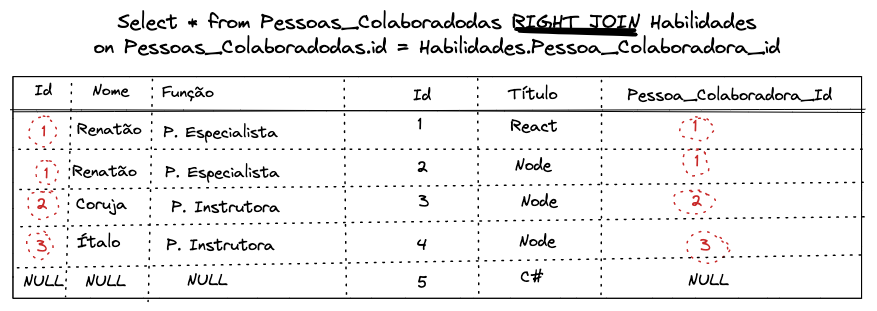 Select * from Pessoas_Colaboradodas RIGHT JOIN Habilidades
on Pessoas_Colaboradodas.id = Habilidades.Pessoa_Colaboradora_id
Id Nome Função Id Título Pessoa_Colaboradora_Id
1 Renatão P. Especialista 1 React 1
1 Renatão P. Especialista 2 Node 1
2 Coruja P. Instrutora 3 Node 2
3 Ítalo P. Instrutora 4 Node 3
NULL NULL NULL 5 C# NULL